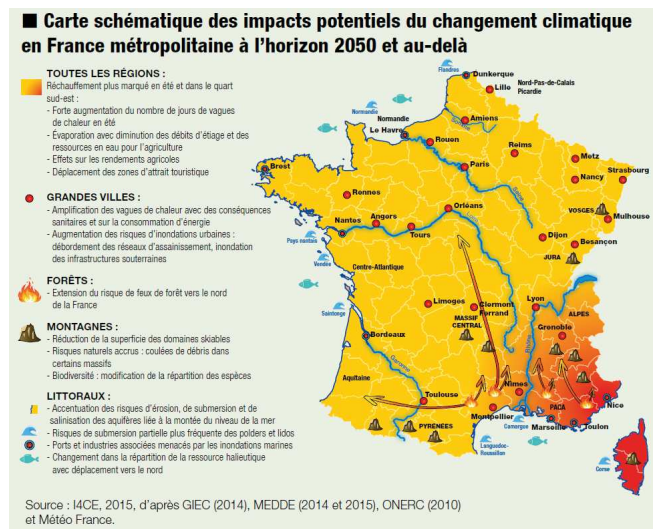 ■ Carte schématique des impacts potentiels du changement climatique
en France métropolitaine à l'horizon 2050 et au-delà
TOUTES LES RÉGIONS :
Réchauffement plus marqué en été et dans le quart
sud-est :
- Forte augmentation du nombre de jours de vagues
de chaleur en été
- Évaporation avec diminution des débits d'étiage et des
ressources en eau pour l'agriculture
- Effets sur les rendements agricoles
- Déplacement des zones d'attrait touristique
GRANDES VILLES :
- Amplification des vagues de chaleur avec des conséquences
sanitaires et sur la consommation d'énergie
- Augmentation des risques d'inondations urbaines :
débordement des réseaux d'assainissement, inondation
des infrastructures souterraines
FORÊTS :
- Extension du risque de feux de forêt vers le nord
de la France
MONTAGNES :
- Réduction de la superficie des domaines skiables
- Risques naturels accrus : coulées de débris dans
certains massifs
- Biodiversité : modification de la répartition des espèces
LITTORAUX :
- Accentuation des risques d'érosion, de submersion et de
salinisation des aquifères liée à la montée du niveau de la mer
- Risques de submersion partielle plus fréquente des polders et lidos
- Ports et industries associées menacés par les inondations marines
- Changement dans la répartition de la ressource halieutique
avec déplacement vers le nord
Flandres
Dunkerque
Nord-Pas-de-Calais
Picardie
Lille
Normandie
Normandie
Amiens
Somme
Le Havre
Rouen
Reims
Metz
Paris
Strasbourg
Nancy
Seine
Brest
Rennes
Orléans
VOSGES
Mulhouse
Angers
Loire
Nantes
Tours
Dijon
Besançon
Pays nantais
JURA
Vendée
Centre-Atlantique
Limoges
Clermont
Ferrand
Lyon
ALPES
Saintonge
MASSIF
CENTRAL
Grenoble
Bordeaux
Rhône
Garonne
Aquitaine
Nîmes
Toulouse
PACA
Nice
Montpellier
Camargue
Marseille
Toulon
PYRÉNÉES
Languedoc-
Roussillon
Corse
Source : I4CE, 2015, d'après GIEC (2014), MEDDE (2014 et 2015), ONERC (2010)
et Météo France.